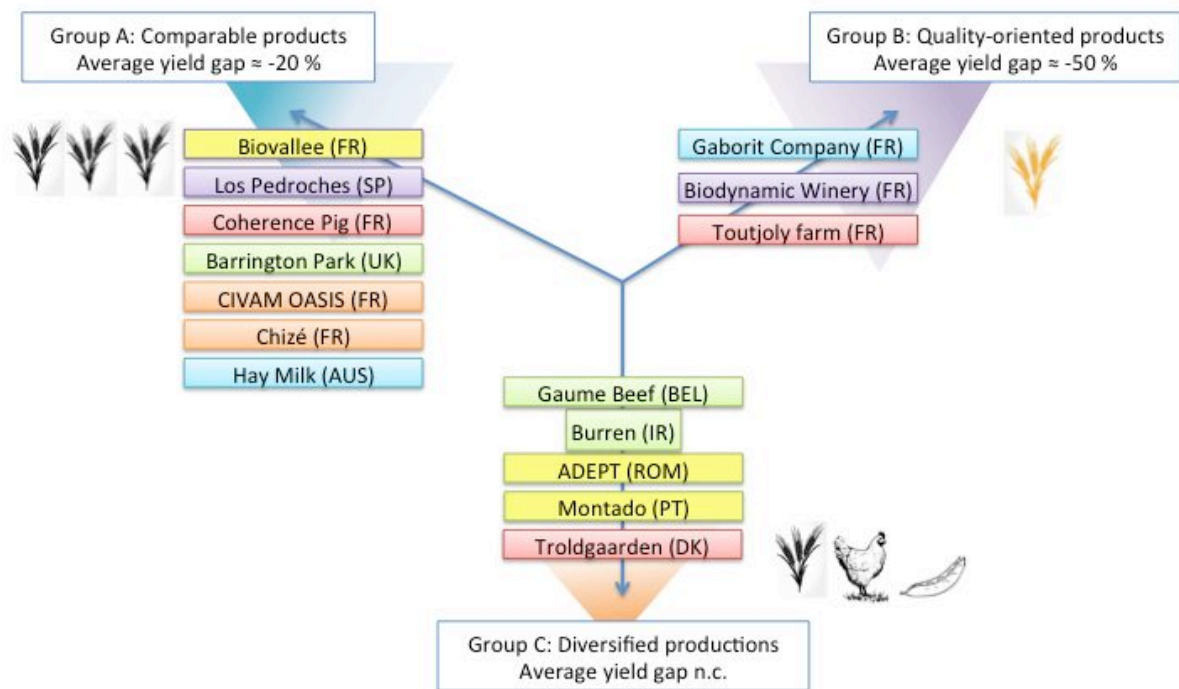 Group A: Comparable products
Average yield gap ≈ -20 %
Group B: Quality-oriented products
Average yield gap ≈ -50 %
Biovallee (FR)
Los Pedroches (SP)
Coherence Pig (FR)
Barrington Park (UK)
CIVAM OASIS (FR)
Chizé (FR)
Hay Milk (AUS)
Gaborit Company (FR)
Biodynamic Winery (FR)
Toutjoly farm (FR)
Gaume Beef (BEL)
Burren (IR)
ADEPT (ROM)
Montado (PT)
Troldgaarden (DK)
Group C: Diversified productions
Average yield gap n.c.